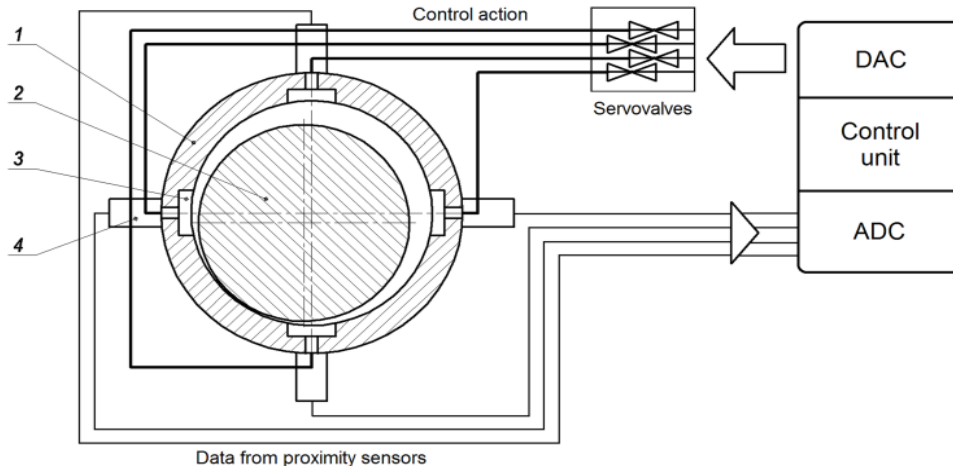 Control action
1
2
3
4
Servovalves
DAC
Control
unit
ADC
Data from proximity sensors